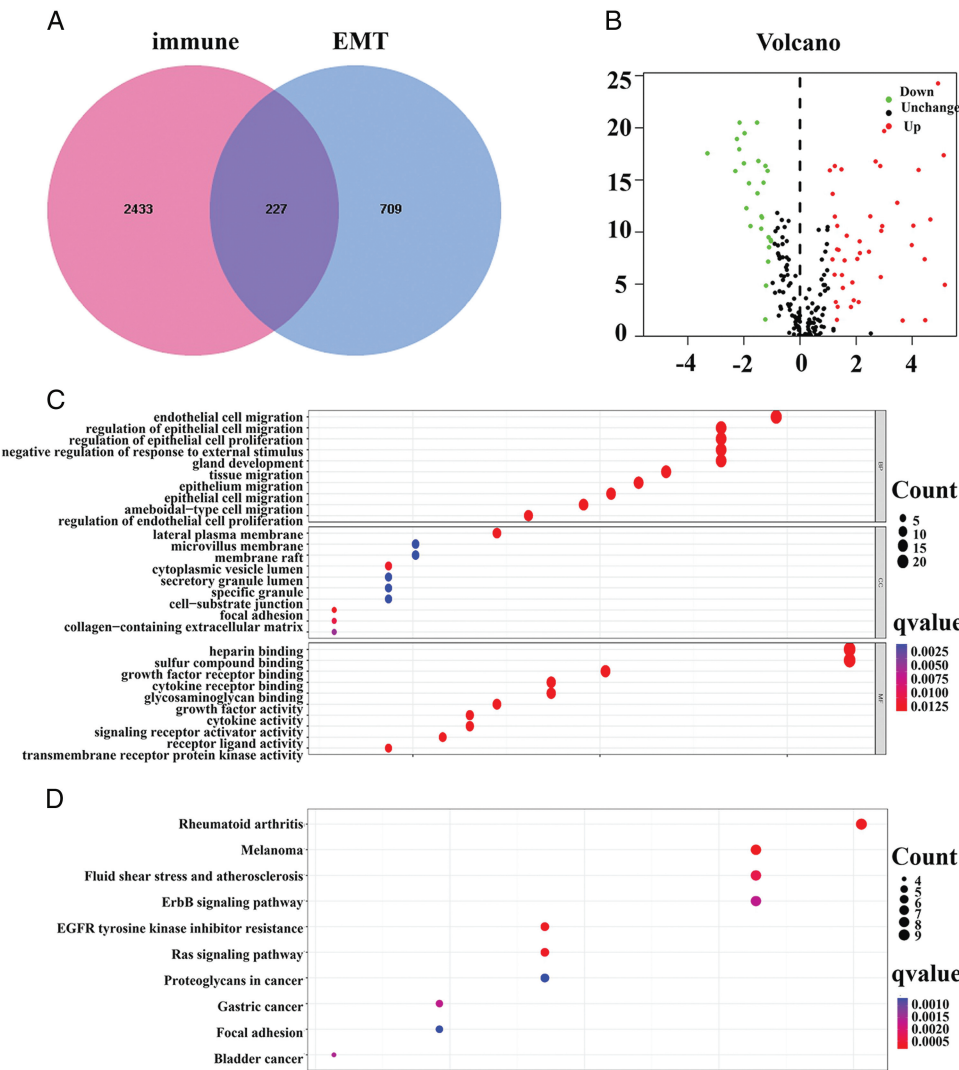 A
immune
EMT
2433
227
709
B
Volcano
25
20
15
10
5
0
-4
-2
0
2
4
Down
Unchange
Up
C
endothelial cell migration
regulation of epithelial cell migration
regulation of epithelial cell proliferation
negative regulation of response to external stimulus
gland development
tissue migration
epithelium migration
epithelial cell migration
ameboidal−type cell migration
regulation of endothelial cell proliferation
BP
lateral plasma membrane
microvillus membrane
membrane raft
cytoplasmic vesicle lumen
secretory granule lumen
specific granule
cell−substrate junction
focal adhesion
collagen−containing extracellular matrix
CC
heparin binding
sulfur compound binding
growth factor receptor binding
cytokine receptor binding
glycosaminoglycan binding
growth factor activity
cytokine activity
signaling receptor activator activity
receptor ligand activity
transmembrane receptor protein kinase activity
MF
Count
5
10
15
20
qvalue
0.0025
0.0050
0.0075
0.0100
0.0125
D
Rheumatoid arthritis
Melanoma
Fluid shear stress and atherosclerosis
ErbB signaling pathway
EGFR tyrosine kinase inhibitor resistance
Ras signaling pathway
Proteoglycans in cancer
Gastric cancer
Focal adhesion
Bladder cancer
Count
4
5
6
7
8
9
qvalue
0.0010
0.0015
0.0020
0.0005